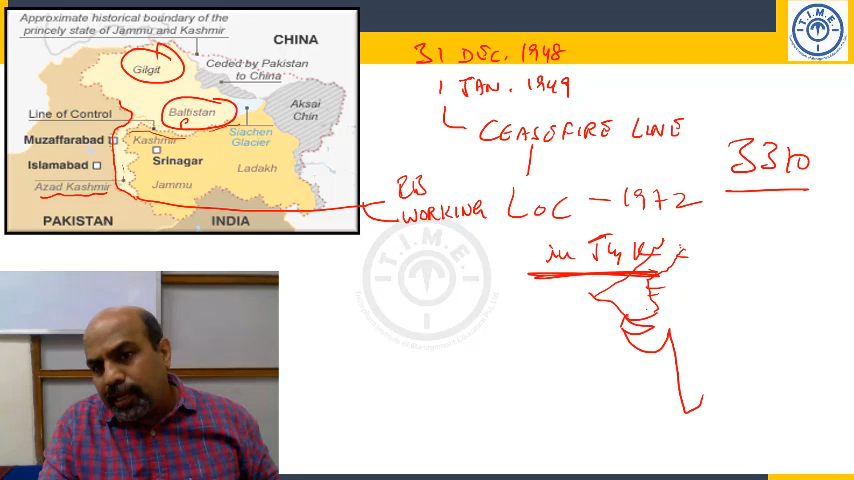 Approximate historical boundary of the
princely state of Jammu and Kashmir
CHINA
Gilgit
Ceded by Pakistan
to China
Aksai
Chin
Baltistan
Line of Control
Siachen
Glacier
Muzaffarabad
Kashmir
Srinagar
Islamabad
Ladakh
Azad Kashmir
Jammu
PAKISTAN
INDIA
31 DEC. 1948
1 JAN. 1949
CEASEFIRE LINE
3310
WORKING
LOC - 1972
in J
T.I.M.E.
T.I.M.E.